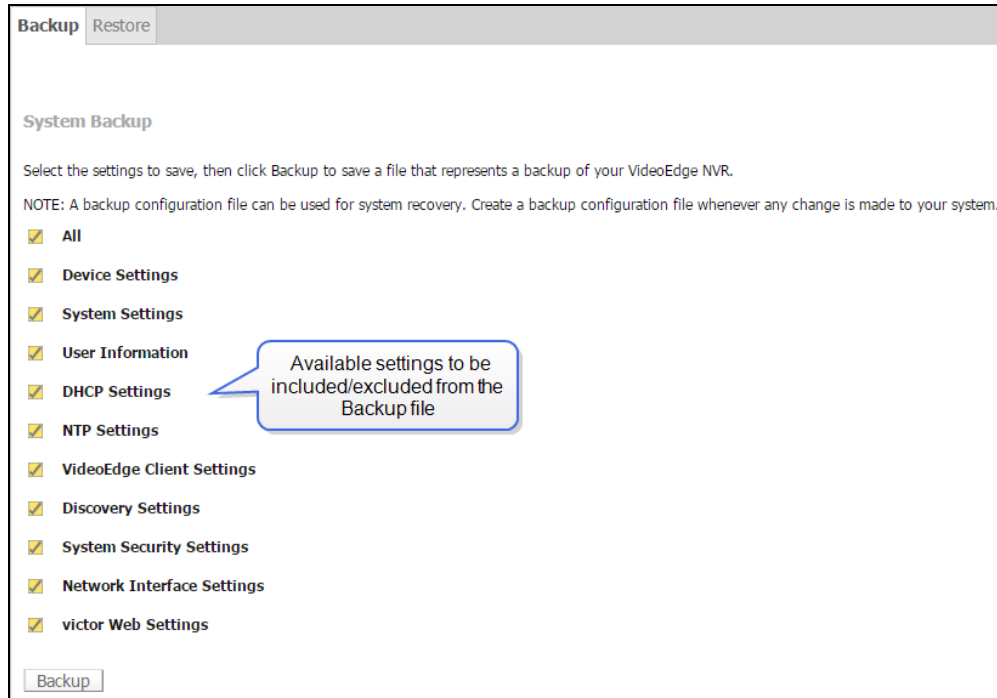 Backup Restore
System Backup
Select the settings to save, then click Backup to save a file that represents a backup of your VideoEdge NVR.
NOTE: A backup configuration file can be used for system recovery. Create a backup configuration file whenever any change is made to your system.
All
Device Settings
System Settings
User Information
DHCP Settings
Available settings to be
included/excluded from the
Backup file
NTP Settings
VideoEdge Client Settings
Discovery Settings
System Security Settings
Network Interface Settings
victor Web Settings
Backup